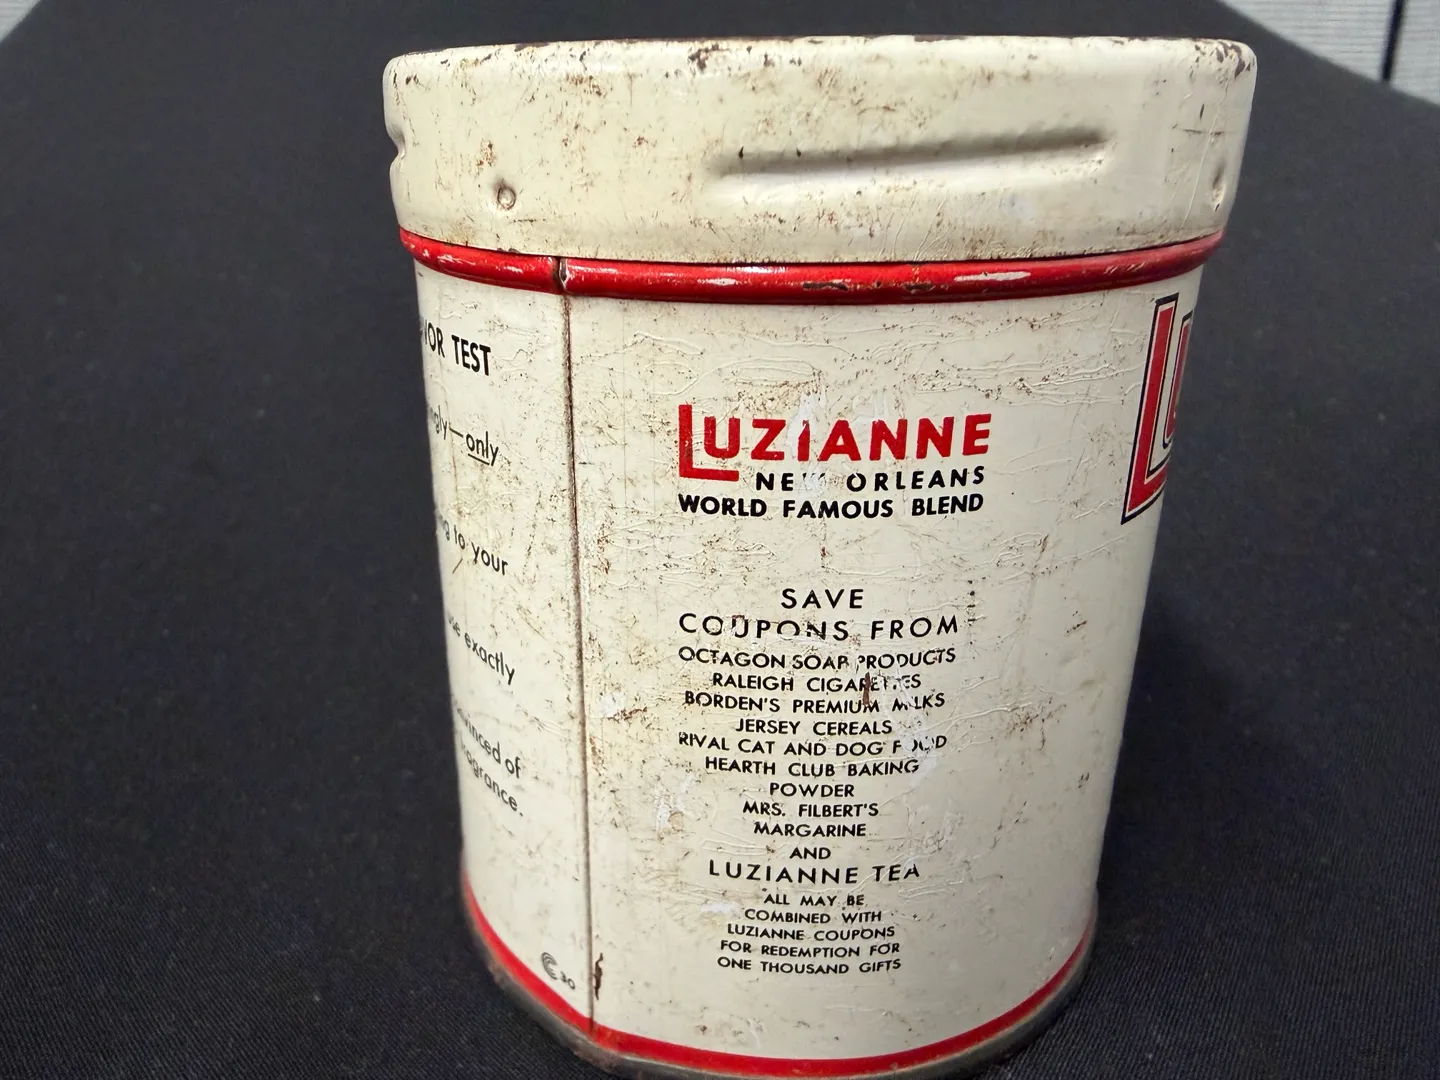 TEST
only
to your
exactly
of
30
LUZIANNE
NEW ORLEANS
WORLD FAMOUS BLEND
SAVE
COUPONS FROM
OCTAGON SOAP PRODUCTS
RALEIGH CIGARETTES
BORDEN'S PREMIUM MILKS
JERSEY CEREALS
RIVAL CAT AND DOG FOOD
HEARTH CLUB BAKING
POWDER
MRS. FILBERT'S
MARGARINE
AND
LUZIANNE TEA
ALL MAY BE
COMBINED WITH
LUZIANNE COUPONS
FOR REDEMPTION FOR
ONE THOUSAND GIFTS